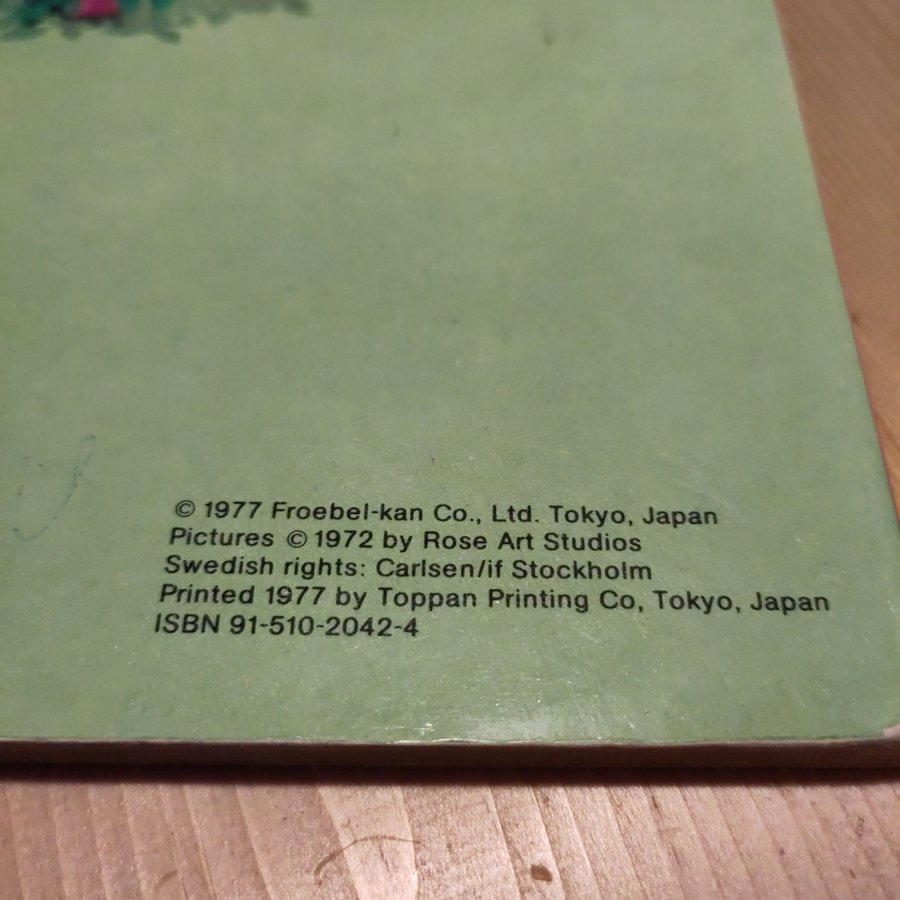 © 1977 Froebel-kan Co., Ltd. Tokyo, Japan
Pictures © 1972 by Rose Art Studios
Swedish rights: Carlsen/if Stockholm
Printed 1977 by Toppan Printing Co, Tokyo, Japan
ISBN 91-510-2042-4